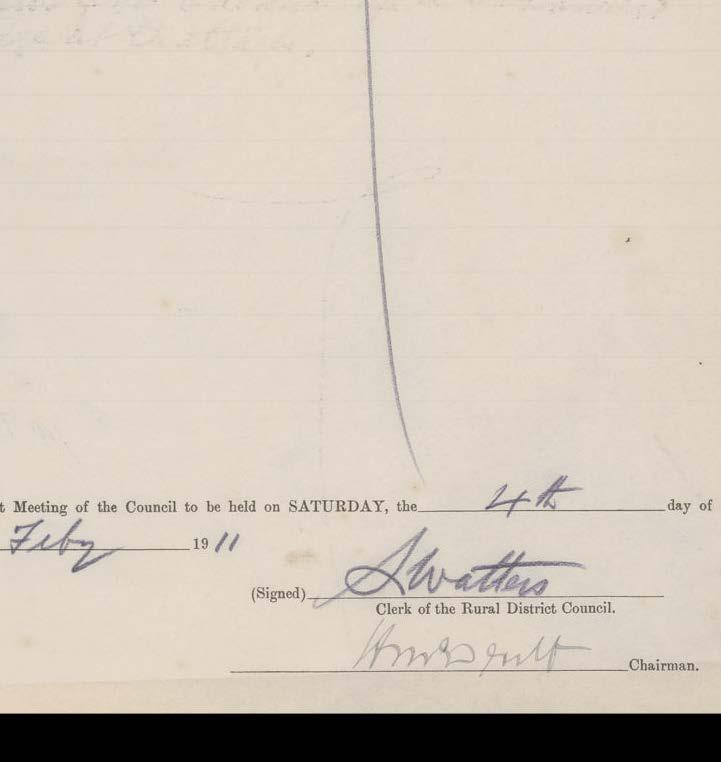 t Meeting of the Council to be held on SATURDAY, the 4th day of
Feby 1911
(Signed) S Watters
Clerk of the Rural District Council.
Chairman.